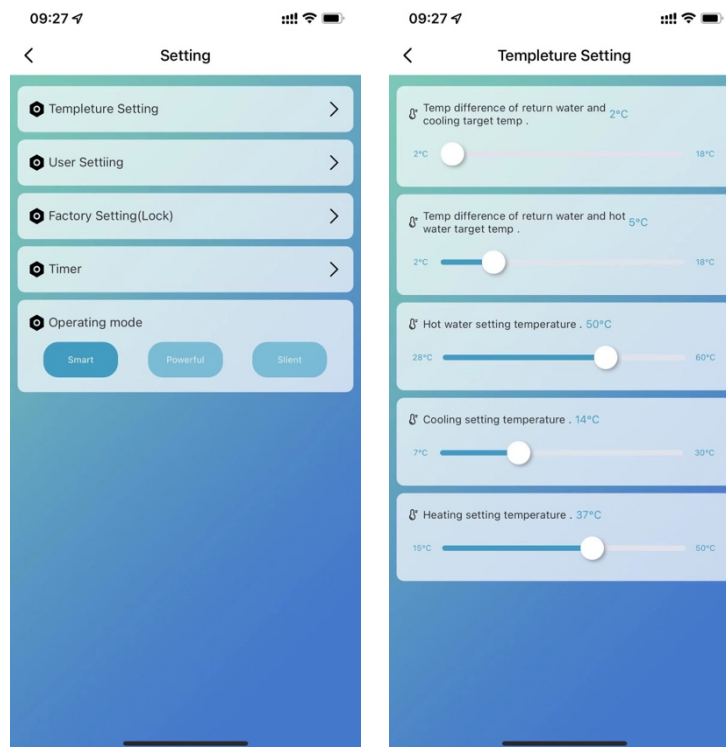 09:27
Setting
Templeture Setting
User Settiing
Factory Setting(Lock)
Timer
Operating mode
Smart
Powerful
Slient
09:27
Templeture Setting
Temp difference of return water and
cooling target temp .
2°C
2°C
18°C
Temp difference of return water and hot
water target temp .
5°C
2°C
18°C
Hot water setting temperature . 50°C
28°C
60°C
Cooling setting temperature . 14°C
7°C
30°C
Heating setting temperature . 37°C
15°C
50°C